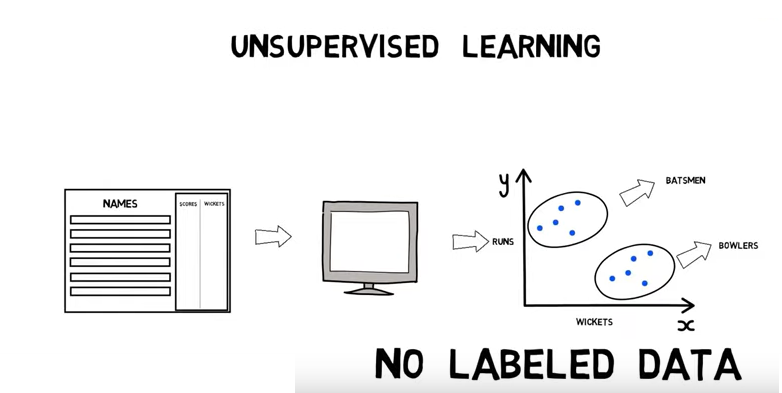 UNSUPERVISED LEARNING
NAMES
SCORES
WICKETS
y
RUNS
BATSMEN
BOWLERS
WICKETS
x
NO LABELED DATA